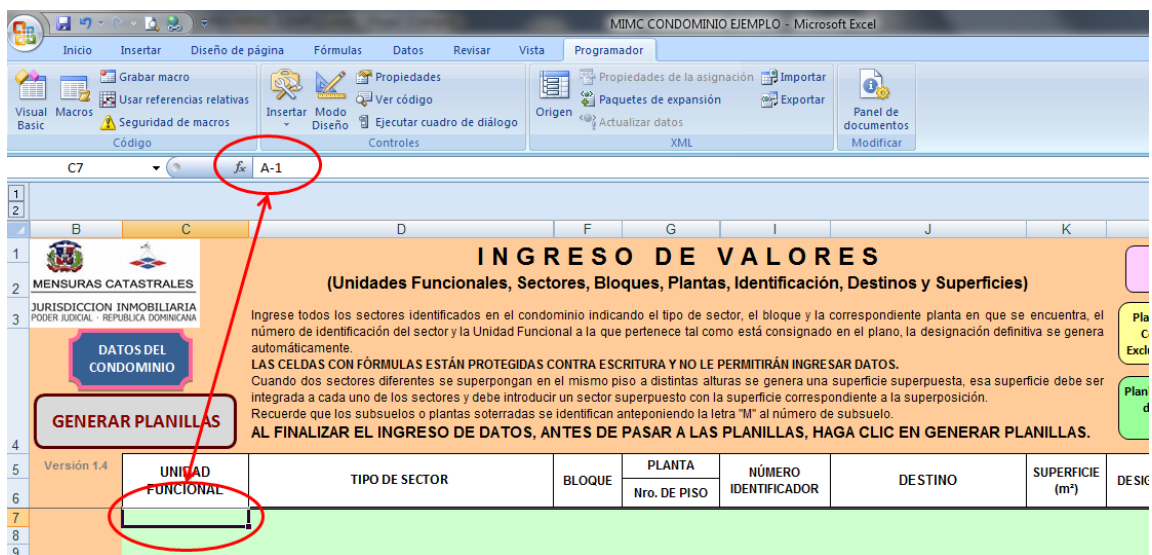 MIMC CONDOMINIO EJEMPLO - Microsoft Excel
Inicio Insertar Diseño de página Fórmulas Datos Revisar Vista Programador
Visual Basic
Macros
Grabar macro
Usar referencias relativas
Seguridad de macros
Código
Insertar
Modo Diseño
Propiedades
Ver código
Ejecutar cuadro de diálogo
Controles
Origen
Propiedades de la asignación
Paquetes de expansión
Actualizar datos
Importar
Exportar
XML
Panel de documentos
Modificar
C7 fx A-1
1
2
B C D F G I J K
1
2
3
4
5
6
7
8
9
MENSURAS CATASTRALES
JURISDICCION INMOBILIARIA
PODER JUDICIAL - REPUBLICA DOMINICANA
DATOS DEL
CONDOMINIO
GENERAR PLANILLAS
INGRESO DE VALORES
(Unidades Funcionales, Sectores, Bloques, Plantas, Identificación, Destinos y Superficies)
Ingrese todos los sectores identificados en el condominio indicando el tipo de sector, el bloque y la correspondiente planta en que se encuentra, el
número de identificación del sector y la Unidad Funcional a la que pertenece tal como está consignado en el plano, la designación definitiva se genera
automáticamente.
LAS CELDAS CON FÓRMULAS ESTÁN PROTEGIDAS CONTRA ESCRITURA Y NO LE PERMITIRÁN INGRESAR DATOS.
Cuando dos sectores diferentes se superpongan en el mismo piso a distintas alturas se genera una superficie superpuesta, esa superficie debe ser
integrada a cada uno de los sectores y debe introducir un sector superpuesto con la superficie correspondiente a la superposición.
Recuerde que los subsuelos o plantas soterradas se identifican anteponiendo la letra "M" al número de subsuelo.
AL FINALIZAR EL INGRESO DE DATOS, ANTES DE PASAR A LAS PLANILLAS, HAGA CLIC EN GENERAR PLANILLAS.
Versión 1.4
UNIDAD
FUNCIONAL
TIPO DE SECTOR
BLOQUE
PLANTA
Nro. DE PISO
NÚMERO
IDENTIFICADOR
DESTINO
SUPERFICIE
(m²)